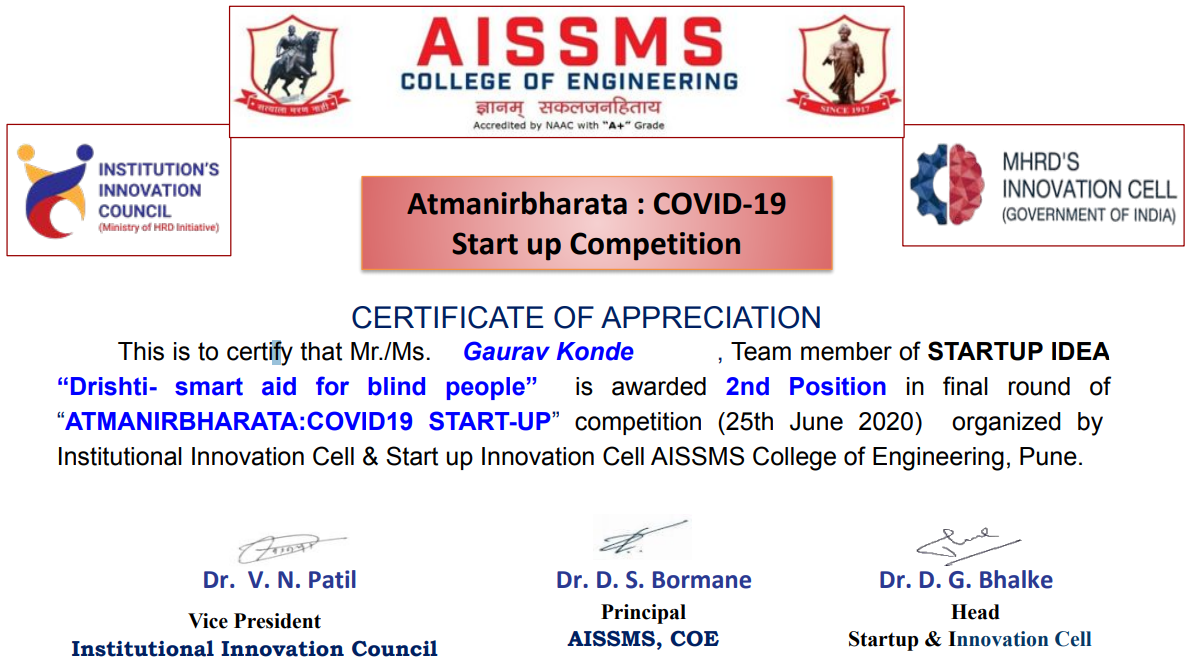 AISSMS
COLLEGE OF ENGINEERING
ज्ञानम् सकलजनहिताय
Accredited by NAAC with "A+" Grade
SINCE 1917
INSTITUTION'S
INNOVATION
COUNCIL
(Ministry of HRD Initiative)
MHRD'S
INNOVATION CELL
(GOVERNMENT OF INDIA)
Atmanirbharata : COVID-19
Start up Competition
CERTIFICATE OF APPRECIATION
This is to certify that Mr./Ms. Gaurav Konde , Team member of STARTUP IDEA
“Drishti- smart aid for blind people” is awarded 2nd Position in final round of
“ATMANIRBHARATA:COVID19 START-UP” competition (25th June 2020) organized by
Institutional Innovation Cell & Start up Innovation Cell AISSMS College of Engineering, Pune.
Dr. V. N. Patil
Vice President
Institutional Innovation Council
Dr. D. S. Bormane
Principal
AISSMS, COE
Dr. D. G. Bhalke
Head
Startup & Innovation Cell